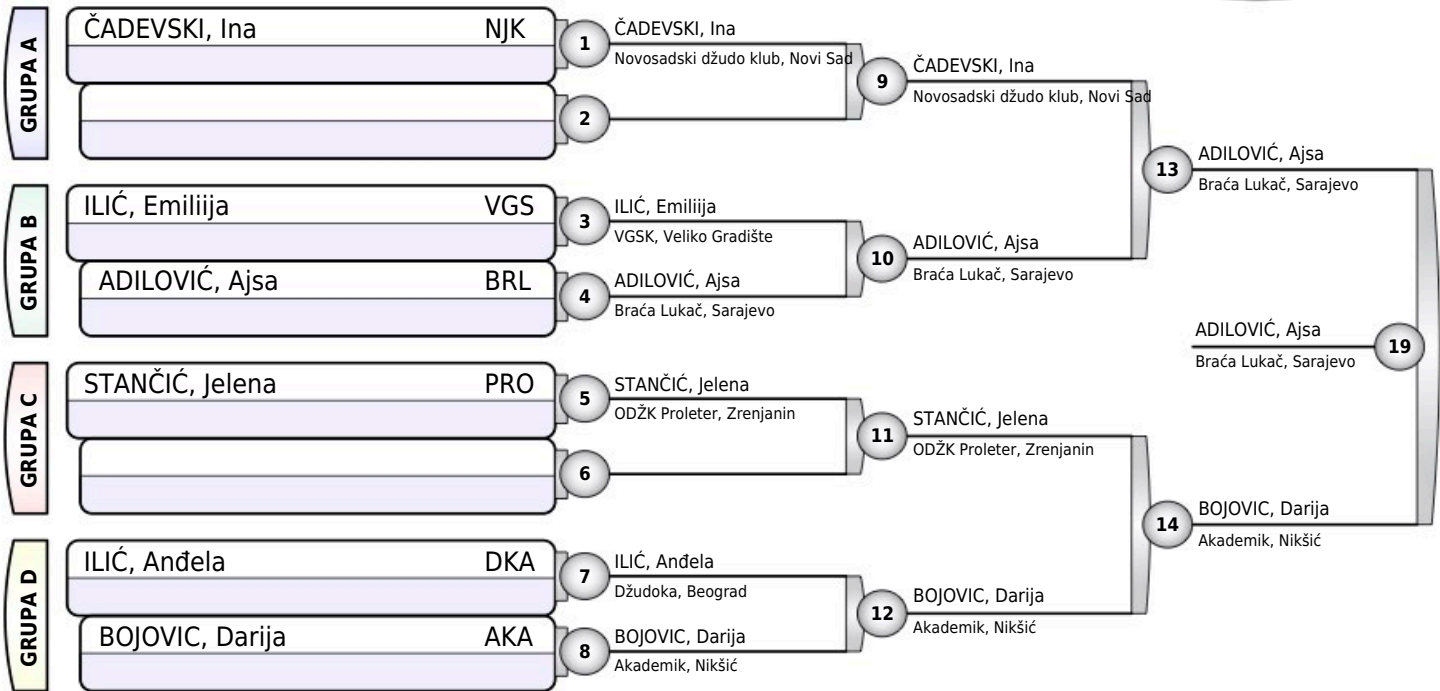 GRUPA A
ČADEVSKI, Ina NJK
1
ČADEVSKI, Ina
Novosadski džudo klub, Novi Sad
2
9
ČADEVSKI, Ina
Novosadski džudo klub, Novi Sad
GRUPA B
ILIĆ, Emiliija VGS
3
ILIĆ, Emiliija
VGSK, Veliko Gradište
ADILOVIĆ, Ajsa BRL
4
ADILOVIĆ, Ajsa
Braća Lukač, Sarajevo
10
ADILOVIĆ, Ajsa
Braća Lukač, Sarajevo
13
ADILOVIĆ, Ajsa
Braća Lukač, Sarajevo
GRUPA C
STANČIĆ, Jelena PRO
5
STANČIĆ, Jelena
ODŽK Proleter, Zrenjanin
6
11
STANČIĆ, Jelena
ODŽK Proleter, Zrenjanin
GRUPA D
ILIĆ, Anđela DKA
7
ILIĆ, Anđela
Džudoka, Beograd
BOJOVIC, Darija AKA
8
BOJOVIC, Darija
Akademik, Nikšić
12
BOJOVIC, Darija
Akademik, Nikšić
14
BOJOVIC, Darija
Akademik, Nikšić
ADILOVIĆ, Ajsa
Braća Lukač, Sarajevo
19